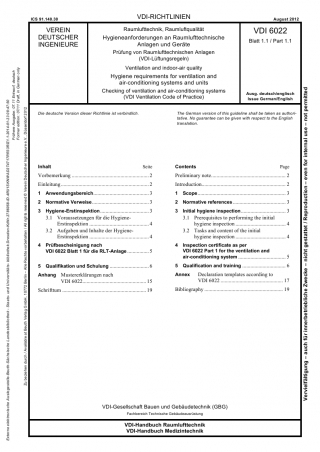 ICS 91.140.30
VDI-RICHTLINIEN
August 2012
VEREIN
DEUTSCHER
INGENIEURE
Raumlufttechnik, Raumluftqualität
Hygieneanforderungen an Raumlufttechnische
Anlagen und Geräte
Prüfung von Raumlufttechnischen Anlagen
(VDI-Lüftungsregeln)
Ventilation and indoor-air quality
Hygiene requirements for ventilation and
air-conditioning systems and units
Checking of ventilation and air-conditioning systems
(VDI Ventilation Code of Practice)
VDI 6022
Blatt 1.1 / Part 1.1
Ausg. deutsch/englisch
Issue German/English
Die deutsche Version dieser Richtlinie ist verbindlich.
The German version of this guideline shall be taken as authori-
tative. No guarantee can be given with respect to the English
translation.
Inhalt Seite
Vorbemerkung 2
Einleitung 2
1 Anwendungsbereich 3
2 Normative Verweise 3
3 Hygiene-Erstinspektion 3
3.1 Voraussetzungen für die Hygiene-
Erstinspektion 4
3.2 Aufgaben und Inhalte der Hygiene-
Erstinspektion 4
4 Prüfbescheinigung nach
VDI 6022 Blatt 1 für die RLT-Anlage 5
5 Qualifikation und Schulung 6
Anhang Mustererklärungen nach
VDI 6022 15
Schrifttum 19
Contents Page
Preliminary note 2
Introduction 2
1 Scope 3
2 Normative references 3
3 Initial hygiene inspection 3
3.1 Prerequisites to performing the initial
hygiene inspection 4
3.2 Tasks and content of the initial
hygiene inspection 4
4 Inspection certificate as per
VDI 6022 Part 1 for the ventilation and
air-conditioning system 5
5 Qualification and training 6
Annex Declaration templates according to
VDI 6022 17
Bibliography 19
VDI-Gesellschaft Bauen und Gebäudetechnik (GBG)
Fachbereich Technische Gebäudeausrüstung
VDI-Handbuch Raumlufttechnik
VDI-Handbuch Medizintechnik
Vervielfältigung – auch für innerbetriebliche Zwecke – nicht gestattet / Reproduction – even for internal use – not permitted